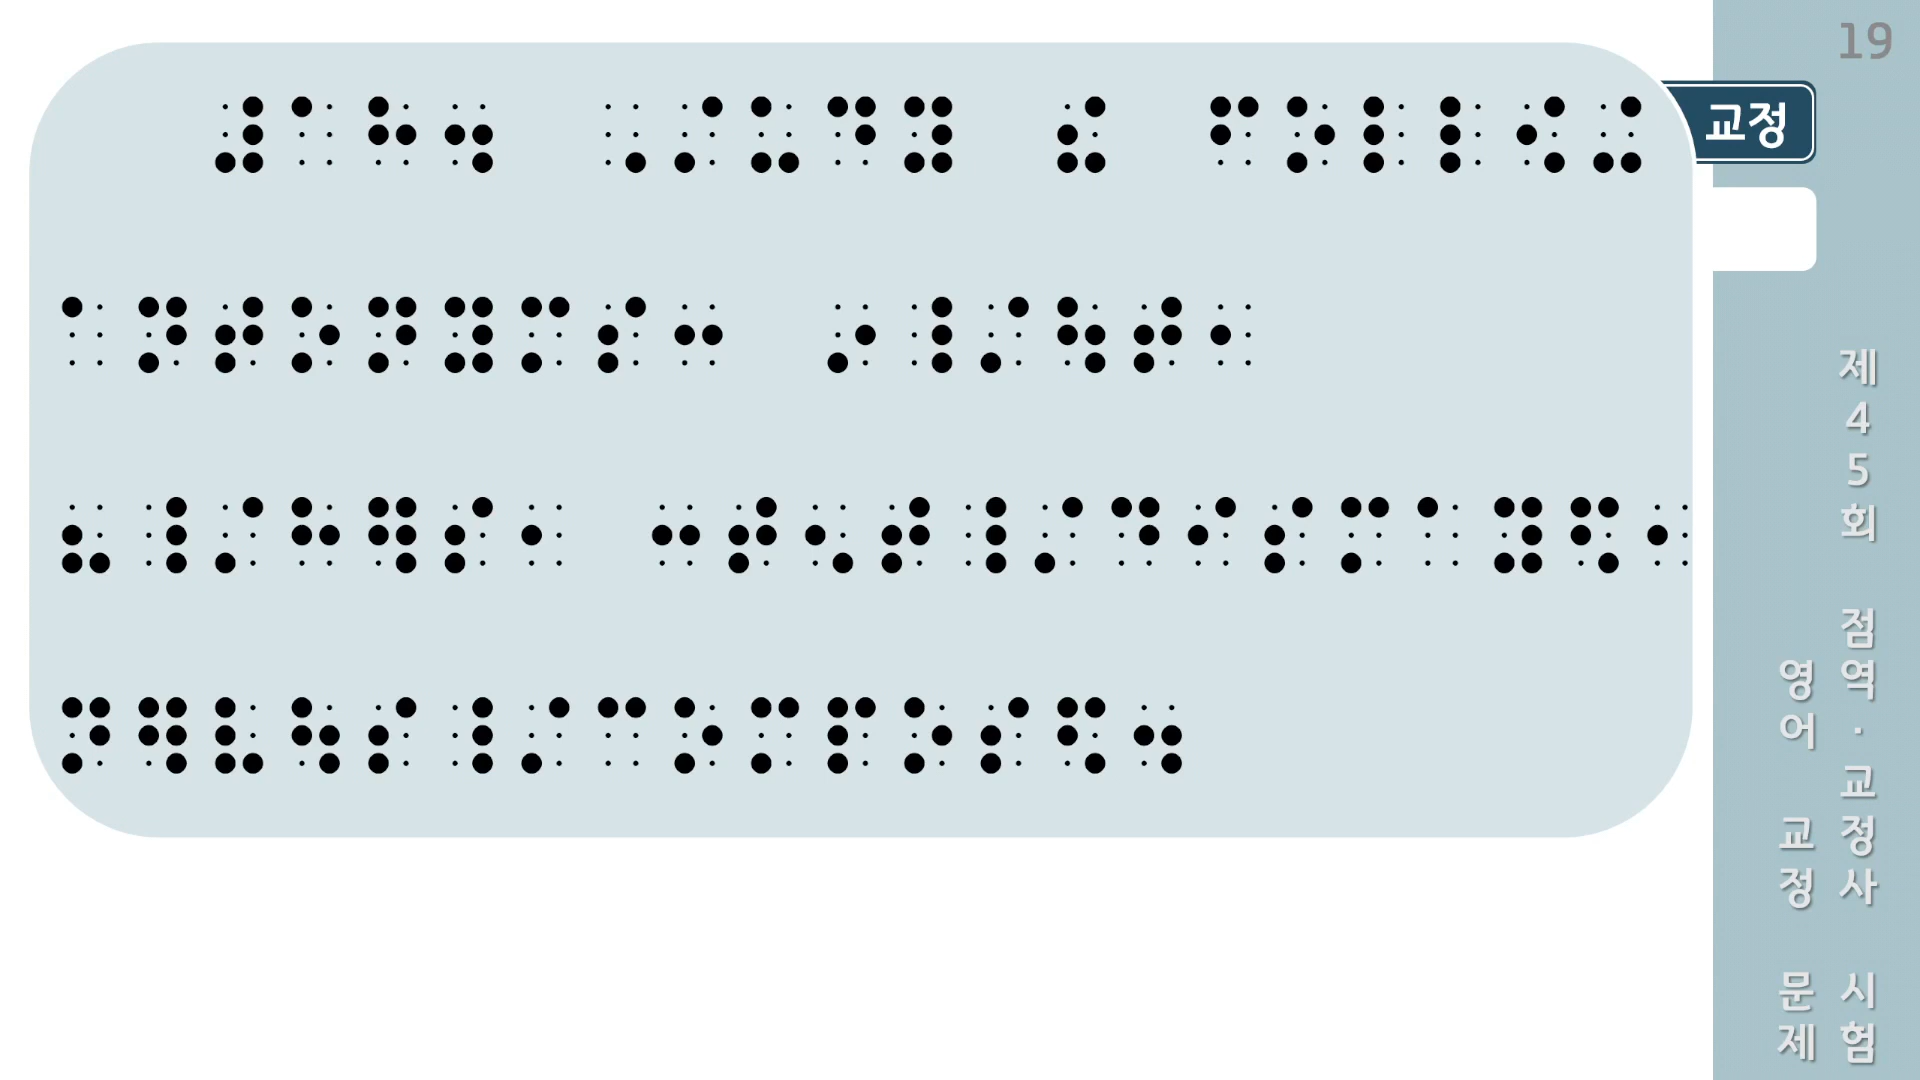 19
교정
⠼⠁⠓⠲ ⠠⠌⠥⠙⠽ ⠮ ⠋⠕⠇⠇⠪⠬
⠁⠝⠞⠕⠝⠽⠍⠎⠒ ⠔⠸⠌⠳⠞⠂
⠦⠸⠌⠓⠻⠎⠂ ⠒⠞⠢⠞⠸⠌⠙⠊⠎⠍⠁⠽⠫⠂
⠝⠻⠧⠳⠎⠸⠌⠉⠕⠍⠏⠕⠎⠫⠲
제45회 점역·교정사 시험
영어 교정 문제